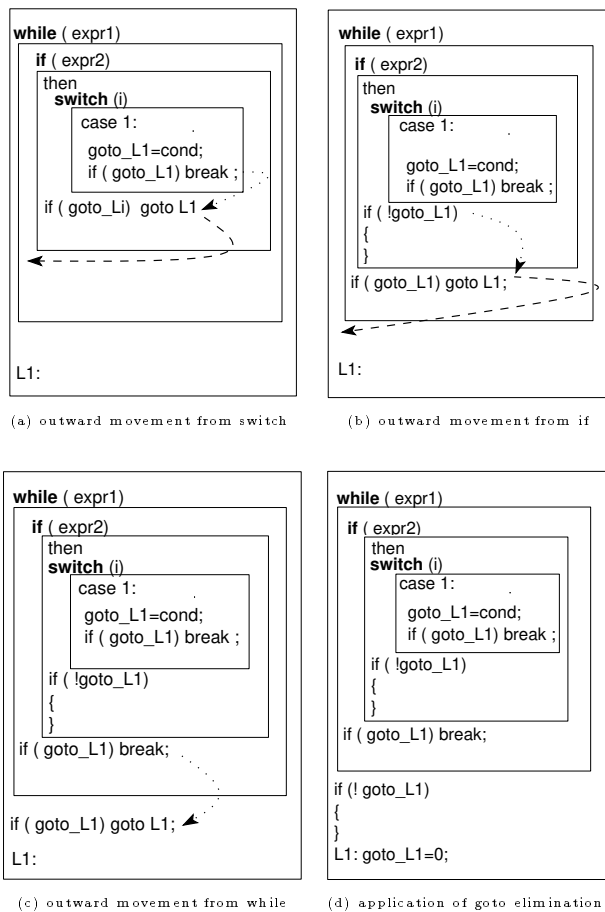 while ( expr1)
if ( expr2)
then
switch (i)
case 1:
goto_L1=cond;
if ( goto_L1) break ;
if ( goto_Li) goto L1
L1:
(a) outward movement from switch
while ( expr1)
if ( expr2)
then
switch (i)
case 1:
goto_L1=cond;
if ( goto_L1) break ;
if ( !goto_L1)
{
}
if ( goto_L1) goto L1;
L1:
(b) outward movement from if
while ( expr1)
if ( expr2)
then
switch (i)
case 1:
goto_L1=cond;
if ( goto_L1) break ;
if ( !goto_L1)
{
}
if ( goto_L1) break;
if ( goto_L1) goto L1;
L1:
(c) outward movement from while
while ( expr1)
if ( expr2)
then
switch (i)
case 1:
goto_L1=cond;
if ( goto_L1) break ;
if ( !goto_L1)
{
}
if ( goto_L1) break;
if (! goto_L1)
{
}
L1: goto_L1=0;
(d) application of goto elimination